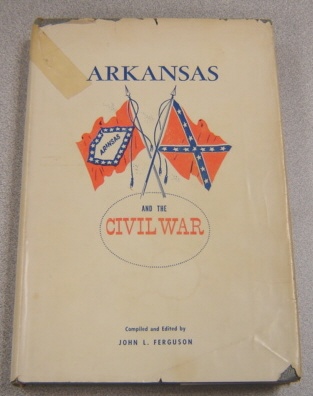 ARKANSAS
ARKANSAS
AND THE
CIVIL WAR
Compiled and Edited by
JOHN L. FERGUSON